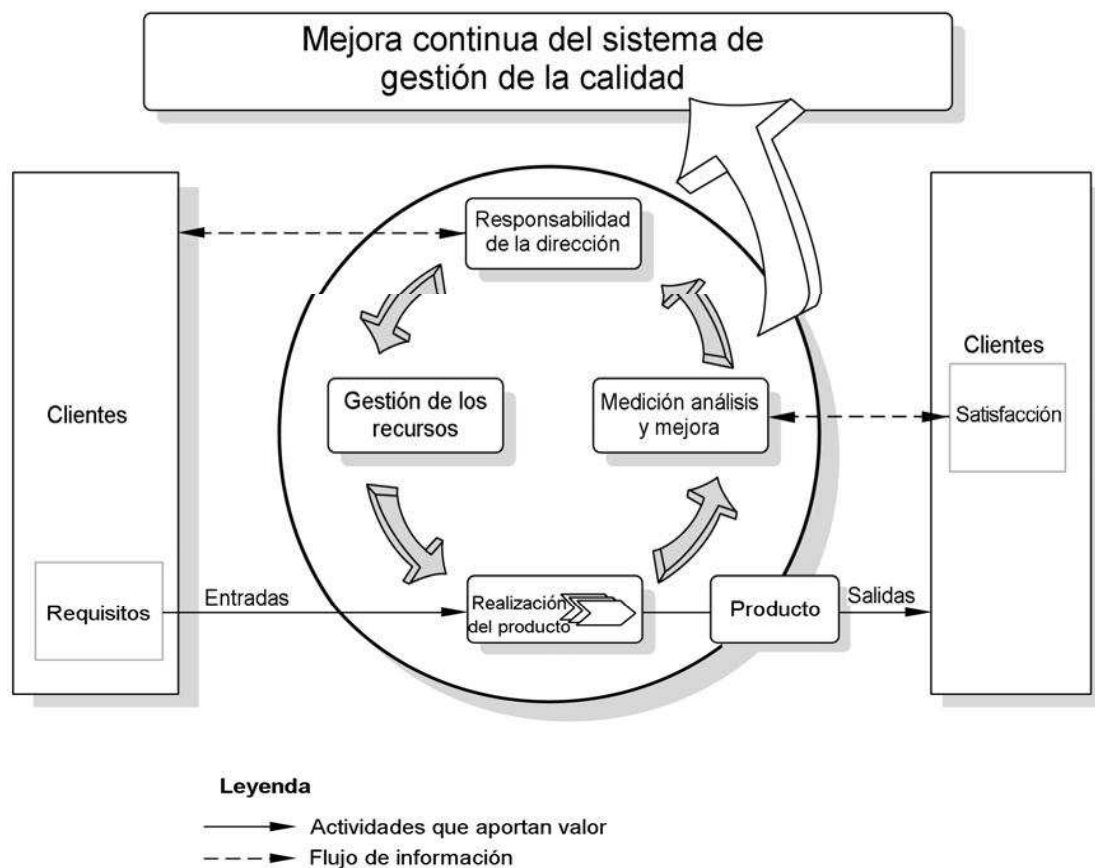 Mejora continua del sistema de
gestión de la calidad
Responsabilidad
de la dirección
Clientes
Gestión de los
recursos
Medición análisis
y mejora
Clientes
Satisfacción
Requisitos
Entradas
Realización
del producto
Producto
Salidas
Leyenda
Actividades que aportan valor
Flujo de información